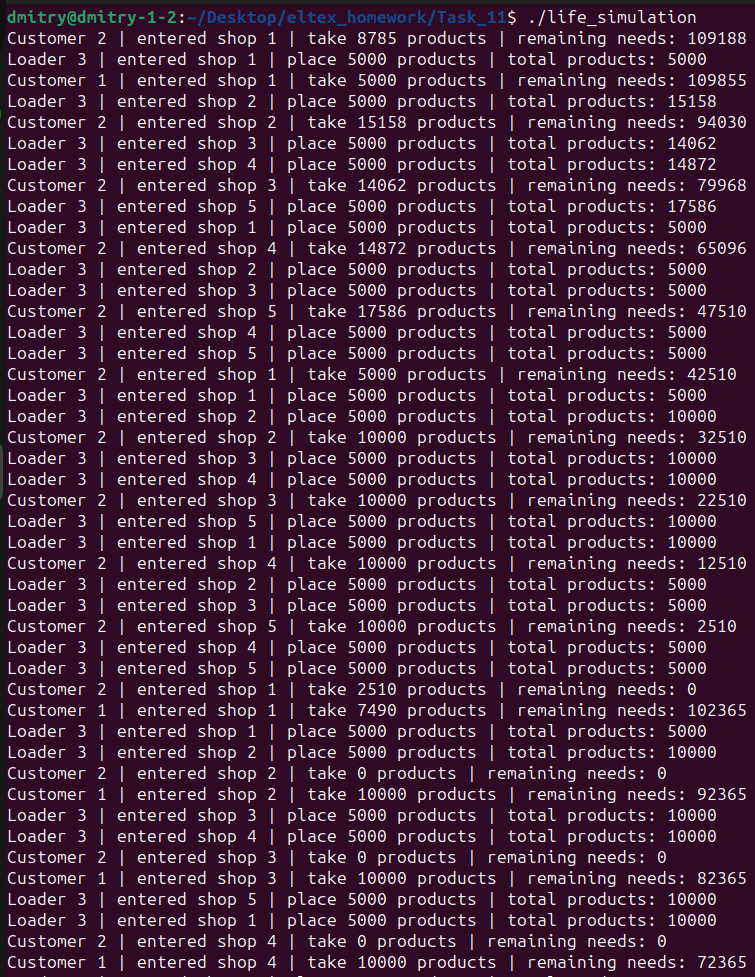 dmitry@dmitry-1-2:~/Desktop/eltex_homework/Task_11$ ./life_simulation
Customer 2 | entered shop 1 | take 8785 products | remaining needs: 109188
Loader 3 | entered shop 1 | place 5000 products | total products: 5000
Customer 1 | entered shop 1 | take 5000 products | remaining needs: 109855
Loader 3 | entered shop 2 | place 5000 products | total products: 15158
Customer 2 | entered shop 2 | take 15158 products | remaining needs: 94030
Loader 3 | entered shop 3 | place 5000 products | total products: 14062
Loader 3 | entered shop 4 | place 5000 products | total products: 14872
Customer 2 | entered shop 3 | take 14062 products | remaining needs: 79968
Loader 3 | entered shop 5 | place 5000 products | total products: 17586
Loader 3 | entered shop 1 | place 5000 products | total products: 5000
Customer 2 | entered shop 4 | take 14872 products | remaining needs: 65096
Loader 3 | entered shop 2 | place 5000 products | total products: 5000
Loader 3 | entered shop 3 | place 5000 products | total products: 5000
Customer 2 | entered shop 5 | take 17586 products | remaining needs: 47510
Loader 3 | entered shop 4 | place 5000 products | total products: 5000
Loader 3 | entered shop 5 | place 5000 products | total products: 5000
Customer 2 | entered shop 1 | take 5000 products | remaining needs: 42510
Loader 3 | entered shop 1 | place 5000 products | total products: 5000
Loader 3 | entered shop 2 | place 5000 products | total products: 10000
Customer 2 | entered shop 2 | take 10000 products | remaining needs: 32510
Loader 3 | entered shop 3 | place 5000 products | total products: 10000
Loader 3 | entered shop 4 | place 5000 products | total products: 10000
Customer 2 | entered shop 3 | take 10000 products | remaining needs: 22510
Loader 3 | entered shop 5 | place 5000 products | total products: 10000
Loader 3 | entered shop 1 | place 5000 products | total products: 10000
Customer 2 | entered shop 4 | take 10000 products | remaining needs: 12510
Loader 3 | entered shop 2 | place 5000 products | total products: 5000
Loader 3 | entered shop 3 | place 5000 products | total products: 5000
Customer 2 | entered shop 5 | take 10000 products | remaining needs: 2510
Loader 3 | entered shop 4 | place 5000 products | total products: 5000
Loader 3 | entered shop 5 | place 5000 products | total products: 5000
Customer 2 | entered shop 1 | take 2510 products | remaining needs: 0
Customer 1 | entered shop 1 | take 7490 products | remaining needs: 102365
Loader 3 | entered shop 1 | place 5000 products | total products: 5000
Loader 3 | entered shop 2 | place 5000 products | total products: 10000
Customer 2 | entered shop 2 | take 0 products | remaining needs: 0
Customer 1 | entered shop 2 | take 10000 products | remaining needs: 92365
Loader 3 | entered shop 3 | place 5000 products | total products: 10000
Loader 3 | entered shop 4 | place 5000 products | total products: 10000
Customer 2 | entered shop 3 | take 0 products | remaining needs: 0
Customer 1 | entered shop 3 | take 10000 products | remaining needs: 82365
Loader 3 | entered shop 5 | place 5000 products | total products: 10000
Loader 3 | entered shop 1 | place 5000 products | total products: 10000
Customer 2 | entered shop 4 | take 0 products | remaining needs: 0
Customer 1 | entered shop 4 | take 10000 products | remaining needs: 72365